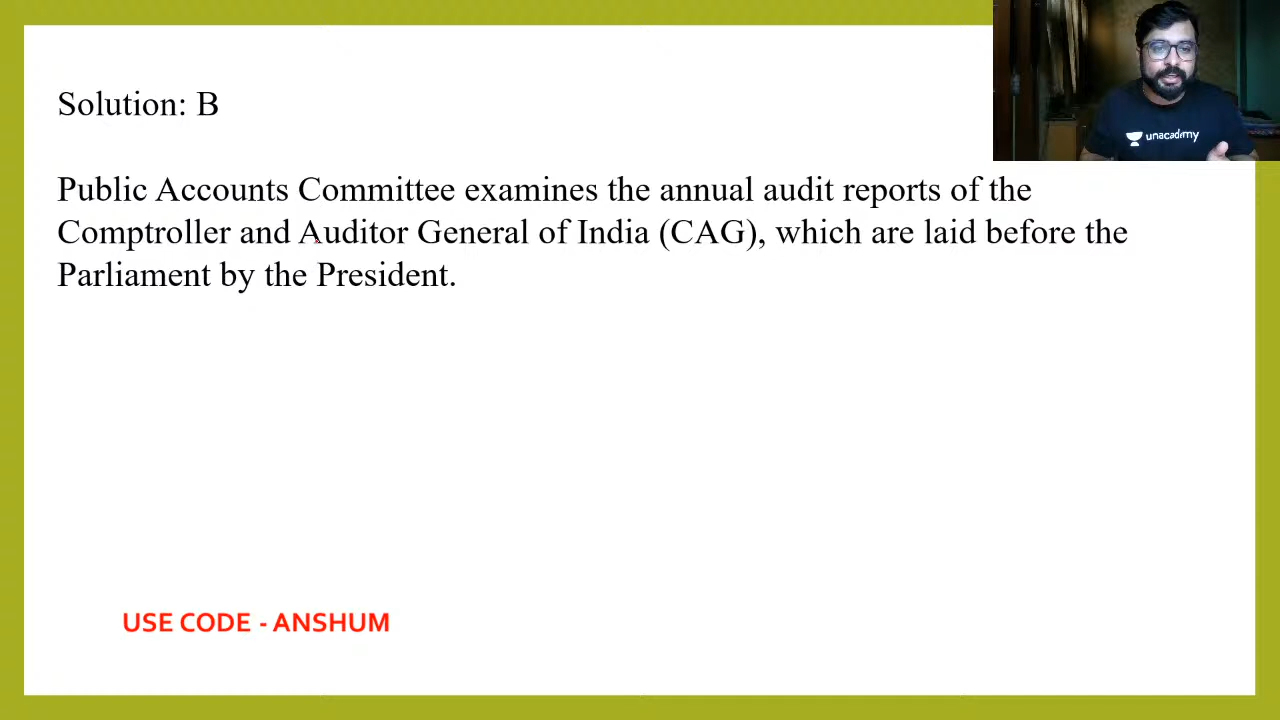 Solution: B
Public Accounts Committee examines the annual audit reports of the
Comptroller and Auditor General of India (CAG), which are laid before the
Parliament by the President.
unacademy
USE CODE - ANSHUM